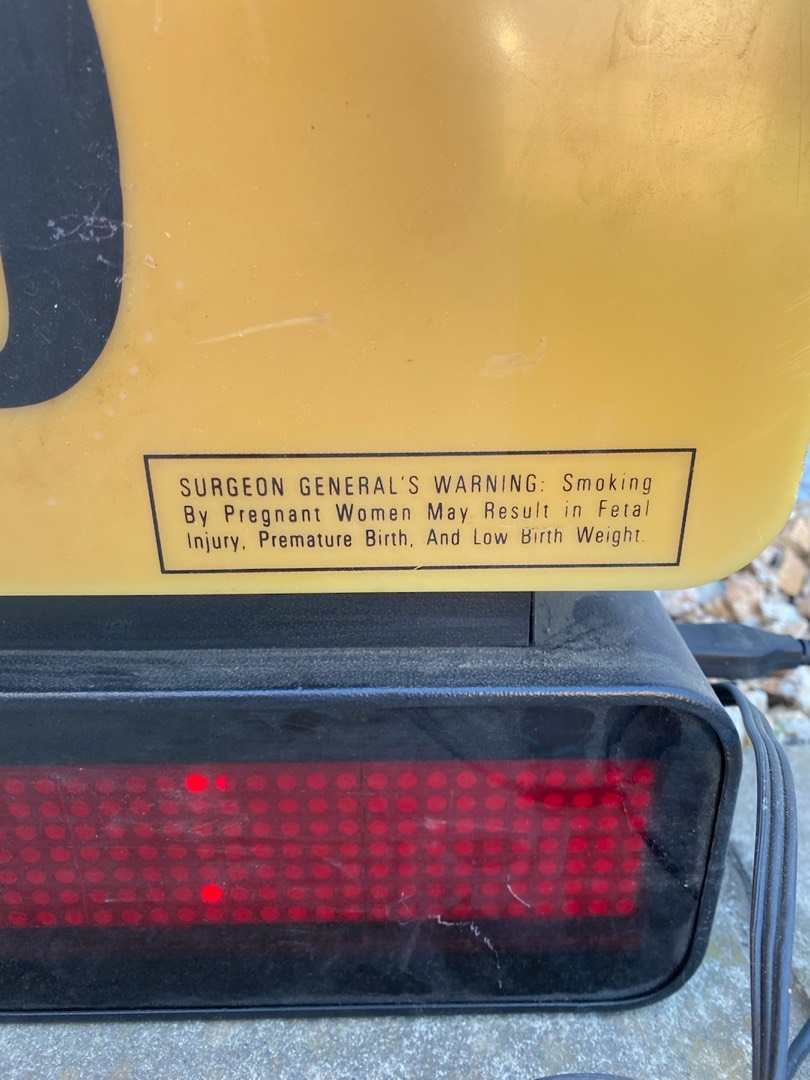 SURGEON GENERAL'S WARNING: Smoking
By Pregnant Women May Result in Fetal
Injury, Premature Birth, And Low Birth Weight.